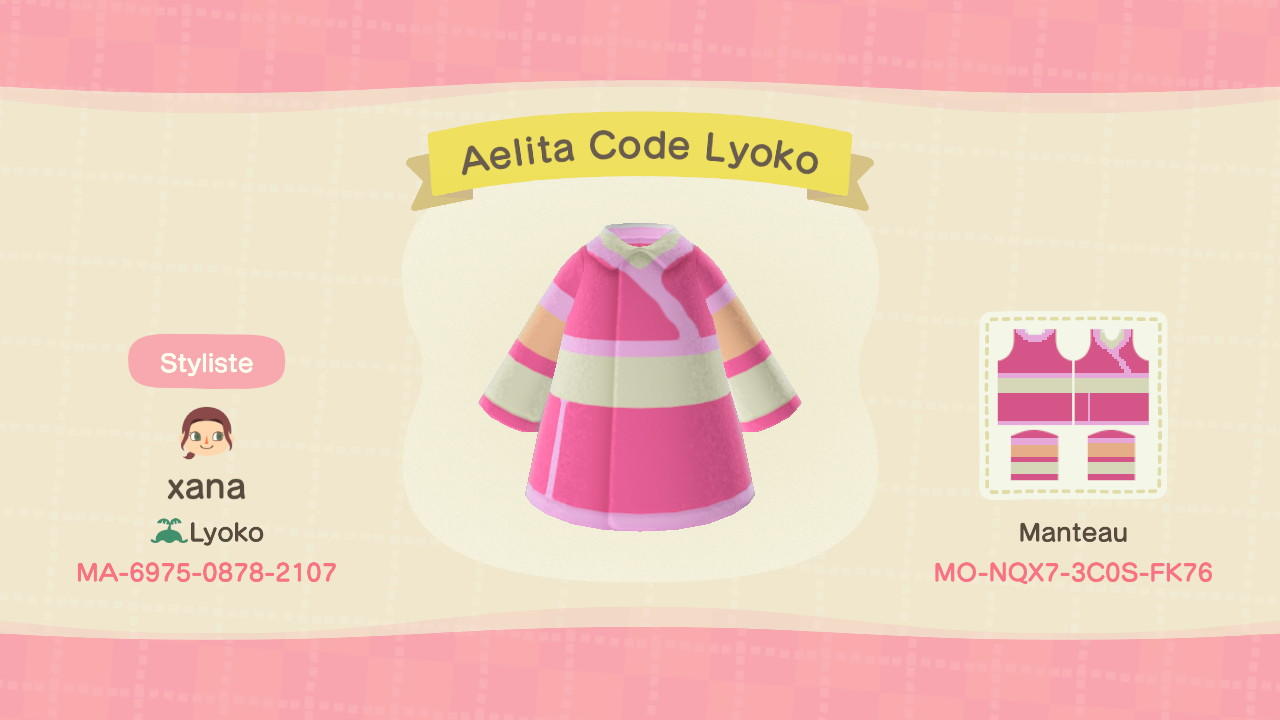 Aelita Code Lyoko
Styliste
xana
Lyoko
MA-6975-0878-2107
Manteau
MO-NQX7-3C0S-FK76